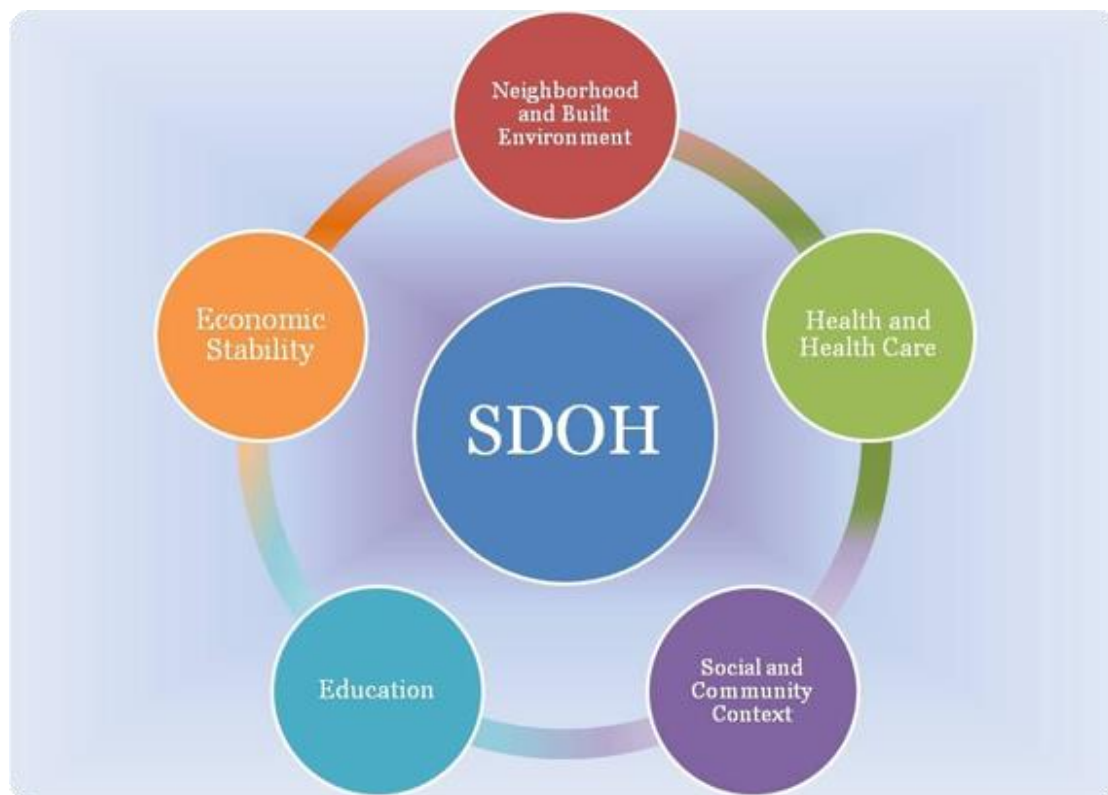 Neighborhood
and Built
Environment
Economic
Stability
Health and
Health Care
SDOH
Education
Social and
Community
Context